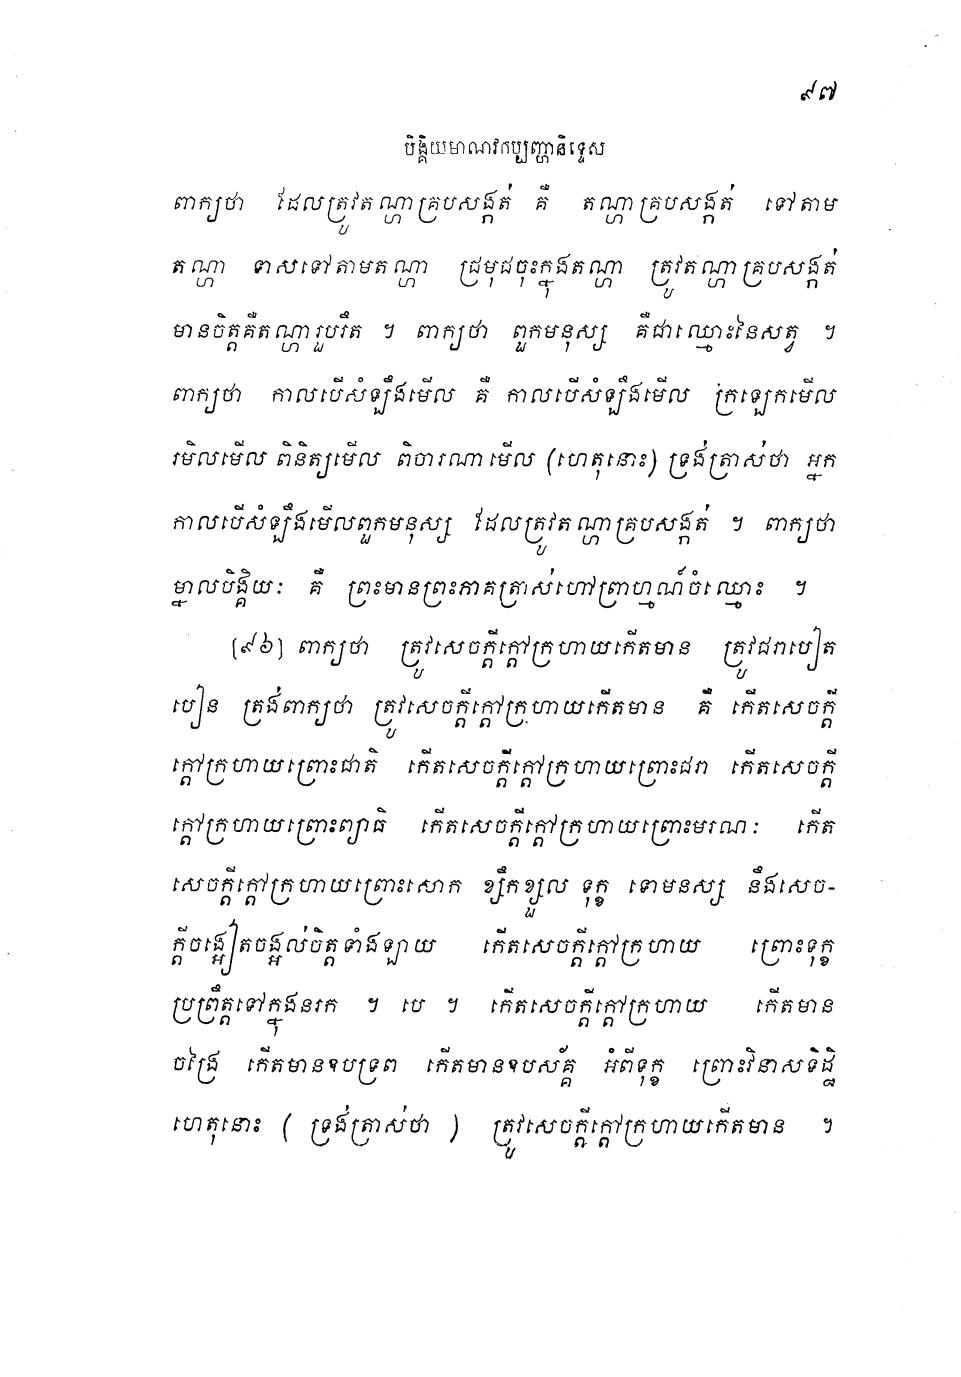 ៩៧
បិង្គិយមាណវកប្បញ្ហានិទ្ទេស
ពាក្យថា ដែលត្រូវតណ្ហាគ្របសង្កត់ គឺ តណ្ហាគ្របសង្កត់ ទៅតាម
តណ្ហា ទាសទៅតាមតណ្ហា ជ្រមុជចុះក្នុងតណ្ហា ត្រូវតណ្ហាគ្របសង្កត់
មានចិត្តគឺតណ្ហារួបរឹត ។ ពាក្យថា ពួកមនុស្ស គឺជាឈ្មោះនៃសត្វ ។
ពាក្យថា កាលបើសំឡឹងមើល គឺ កាលបើសំឡឹងមើល ក្រឡេកមើល
រមិលមើល ពិនិត្យមើល ពិចារណាមើល (ហេតុនោះ) ទ្រង់ត្រាស់ថា អ្នក
កាលបើសំឡឹងមើលពួកមនុស្ស ដែលត្រូវតណ្ហាគ្របសង្កត់ ។ ពាក្យថា
ម្នាលបិង្គិយៈ គឺ ព្រះមានព្រះភាគត្រាស់ហៅព្រាហ្មណ៍ចំឈ្មោះ ។
(៩៦) ពាក្យថា ត្រូវសេចក្តីក្តៅក្រហាយកើតមាន ត្រូវជរាបៀត
បៀន ត្រង់ពាក្យថា ត្រូវសេចក្តីក្តៅក្រហាយកើតមាន គឺ កើតសេចក្តី
ក្តៅក្រហាយព្រោះជាតិ កើតសេចក្តីក្តៅក្រហាយព្រោះជរា កើតសេចក្តី
ក្តៅក្រហាយព្រោះព្យាធិ កើតសេចក្តីក្តៅក្រហាយព្រោះមរណៈ កើត
សេចក្តីក្តៅក្រហាយព្រោះសោក ខ្សឹកខ្សួល ទុក្ខ ទោមនស្ស នឹងសេច-
ក្តីចង្អៀតចង្អល់ចិត្តទាំងឡាយ កើតសេចក្តីក្តៅក្រហាយ ព្រោះទុក្ខ
ប្រព្រឹត្តទៅក្នុងនរក ។ បេ ។ កើតសេចក្តីក្តៅក្រហាយ កើតមាន
ចង្រៃ កើតមានឧបទ្រព កើតមានឧបសគ្គ អំពីទុក្ខ ព្រោះវិនាសទិដ្ឋិ
ហេតុនោះ ( ទ្រង់ត្រាស់ថា ) ត្រូវសេចក្តីក្តៅក្រហាយកើតមាន ។